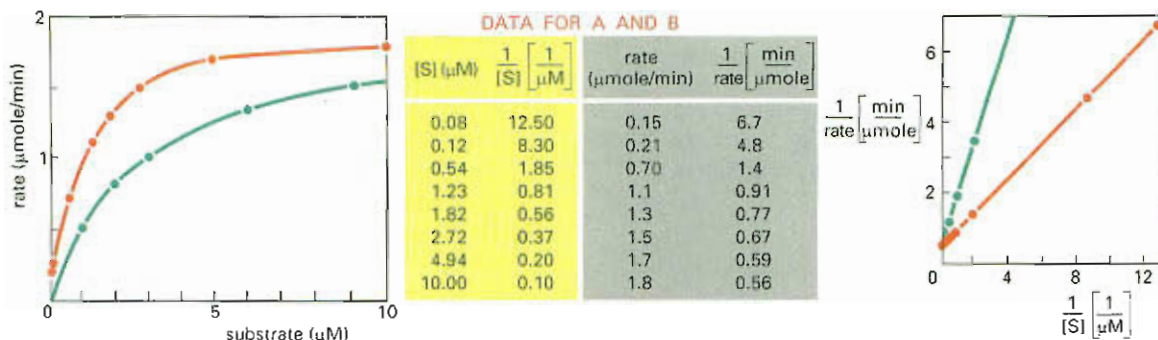 2
1
0
5
10
rate (μmole/min)
substrate (μM)
DATA FOR A AND B
[S] (μM) 1/[S] [1/μM] rate (μmole/min) 1/rate [min/μmole]
0.08 12.50 0.15 6.7
0.12 8.30 0.21 4.8
0.54 1.85 0.70 1.4
1.23 0.81 1.1 0.91
1.82 0.56 1.3 0.77
2.72 0.37 1.5 0.67
4.94 0.20 1.7 0.59
10.00 0.10 1.8 0.56
6
4
2
0
4
8
12
1/rate [min/μmole]
1/[S] [1/μM]